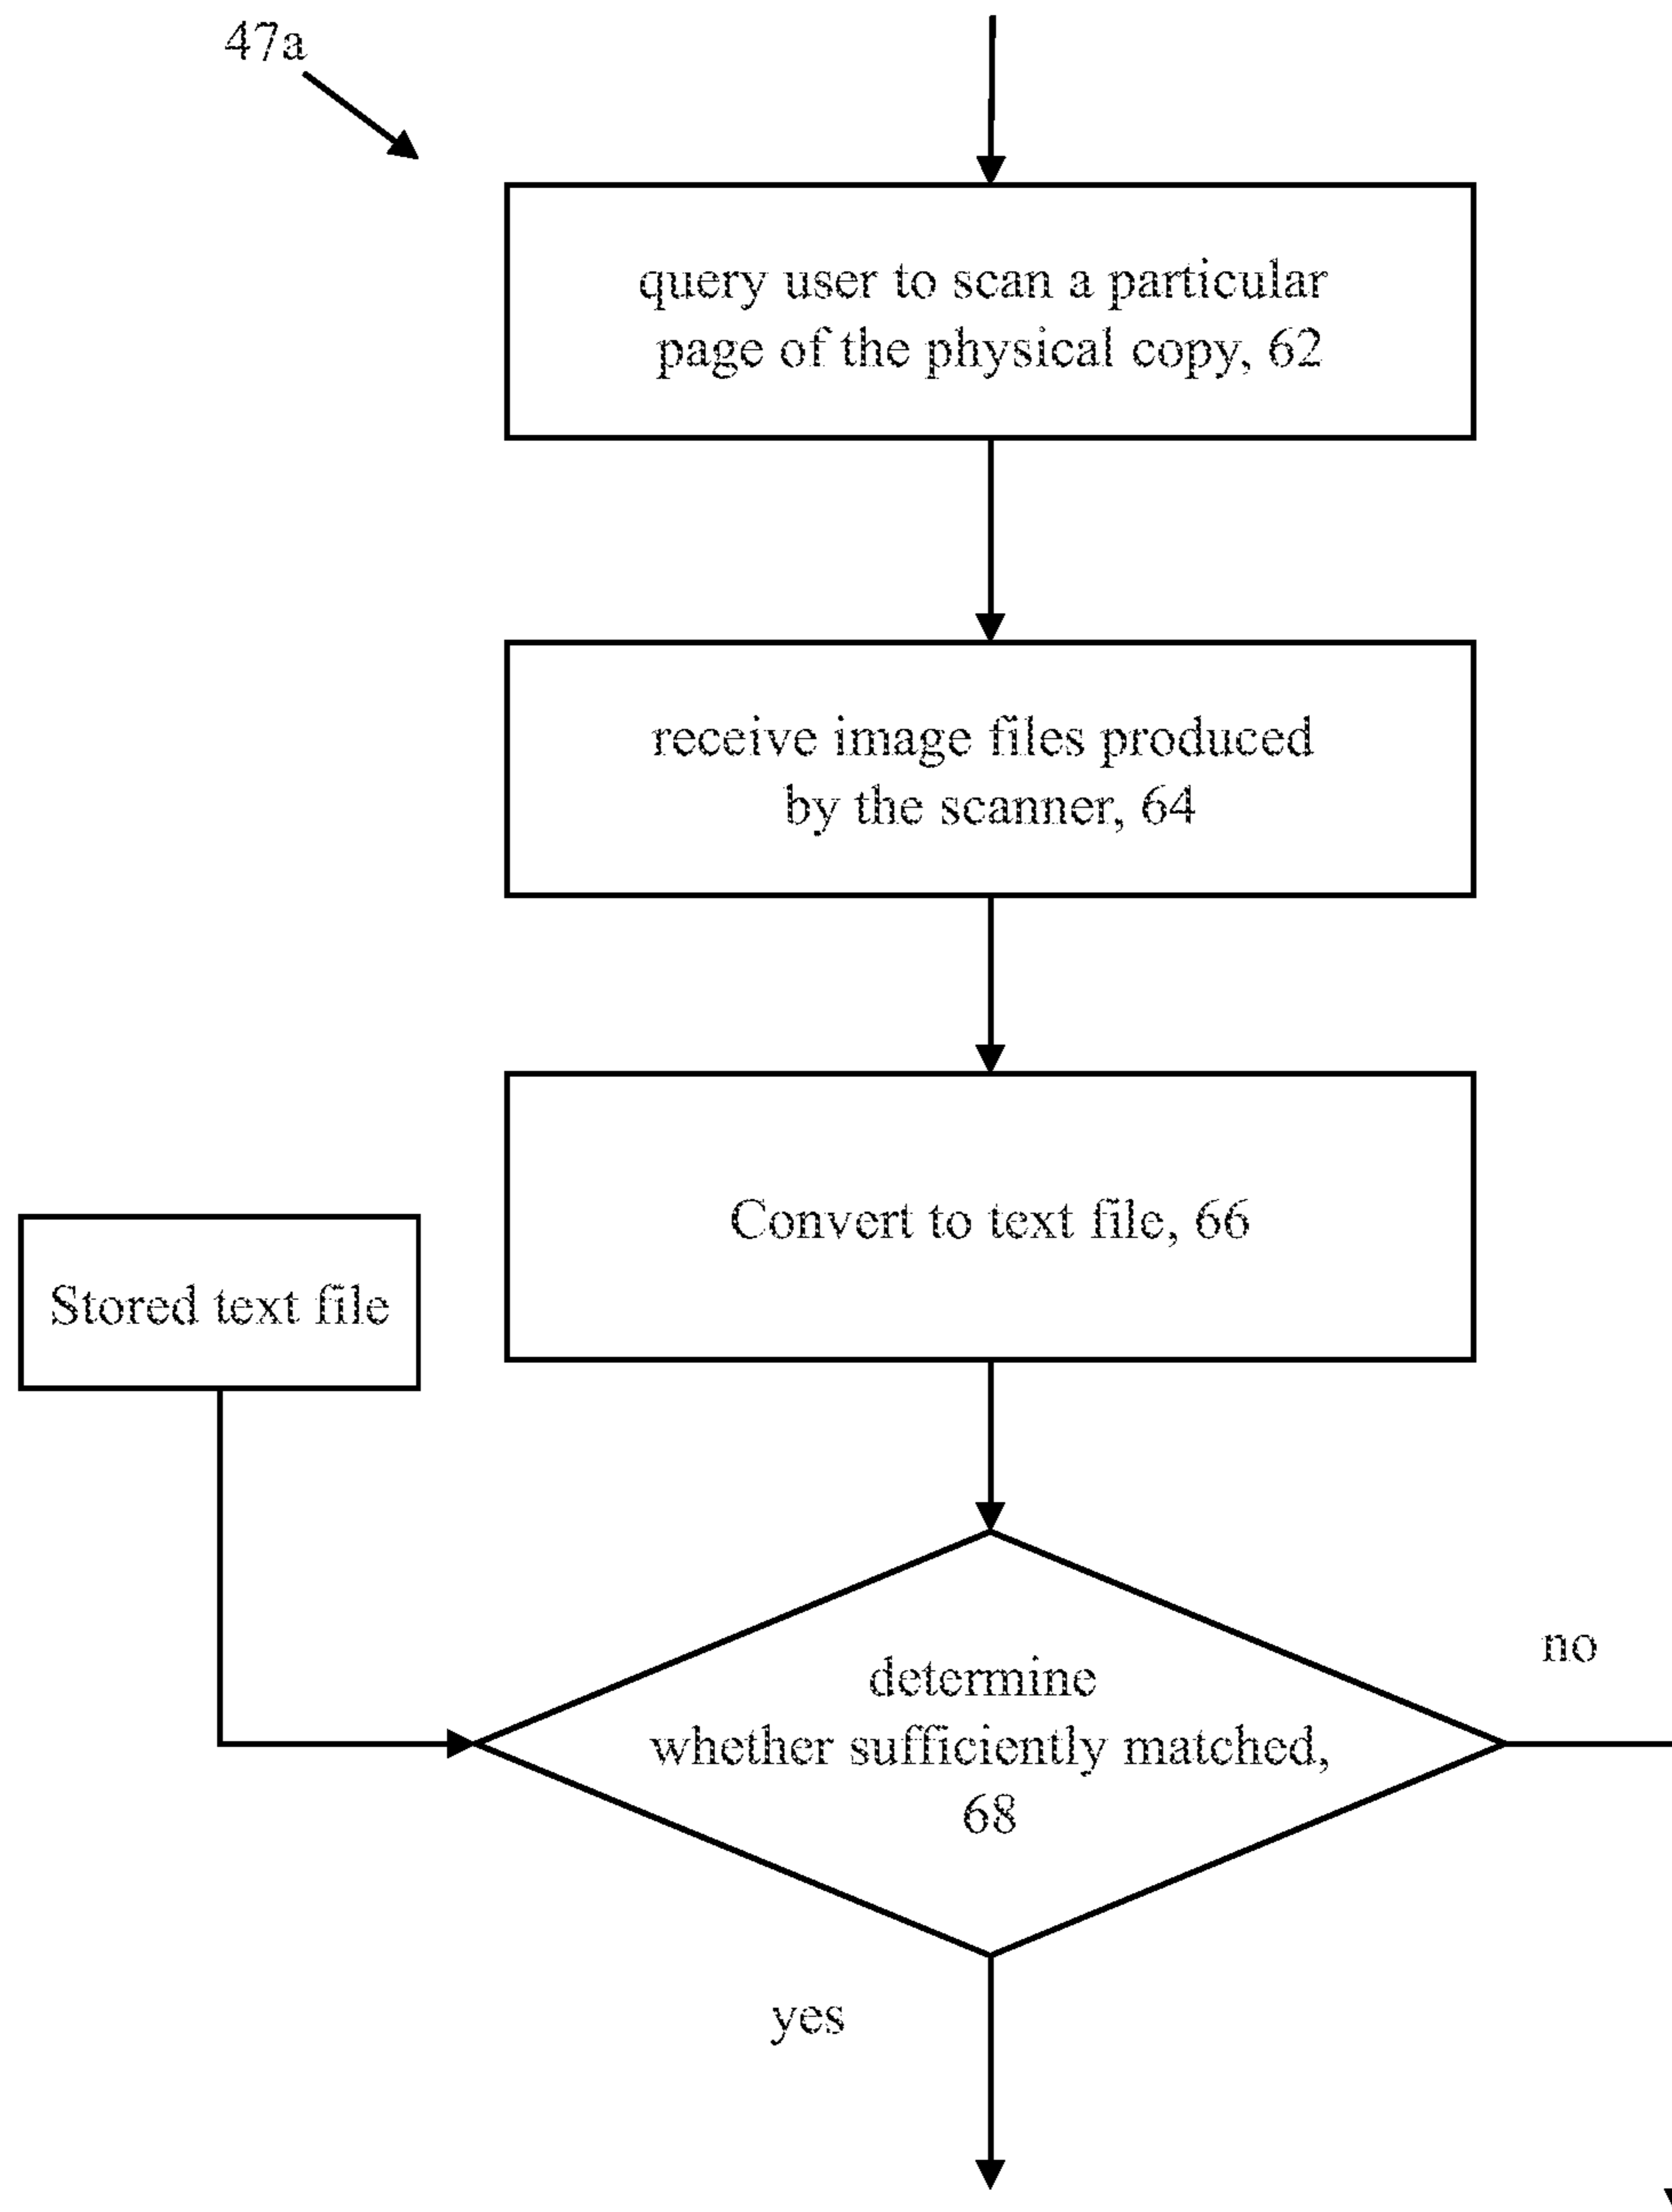 47a
query user to scan a particular
page of the physical copy, 62
receive image files produced
by the scanner, 64
Convert to text file, 66
Stored text file
determine
whether sufficiently matched,
68
no
yes